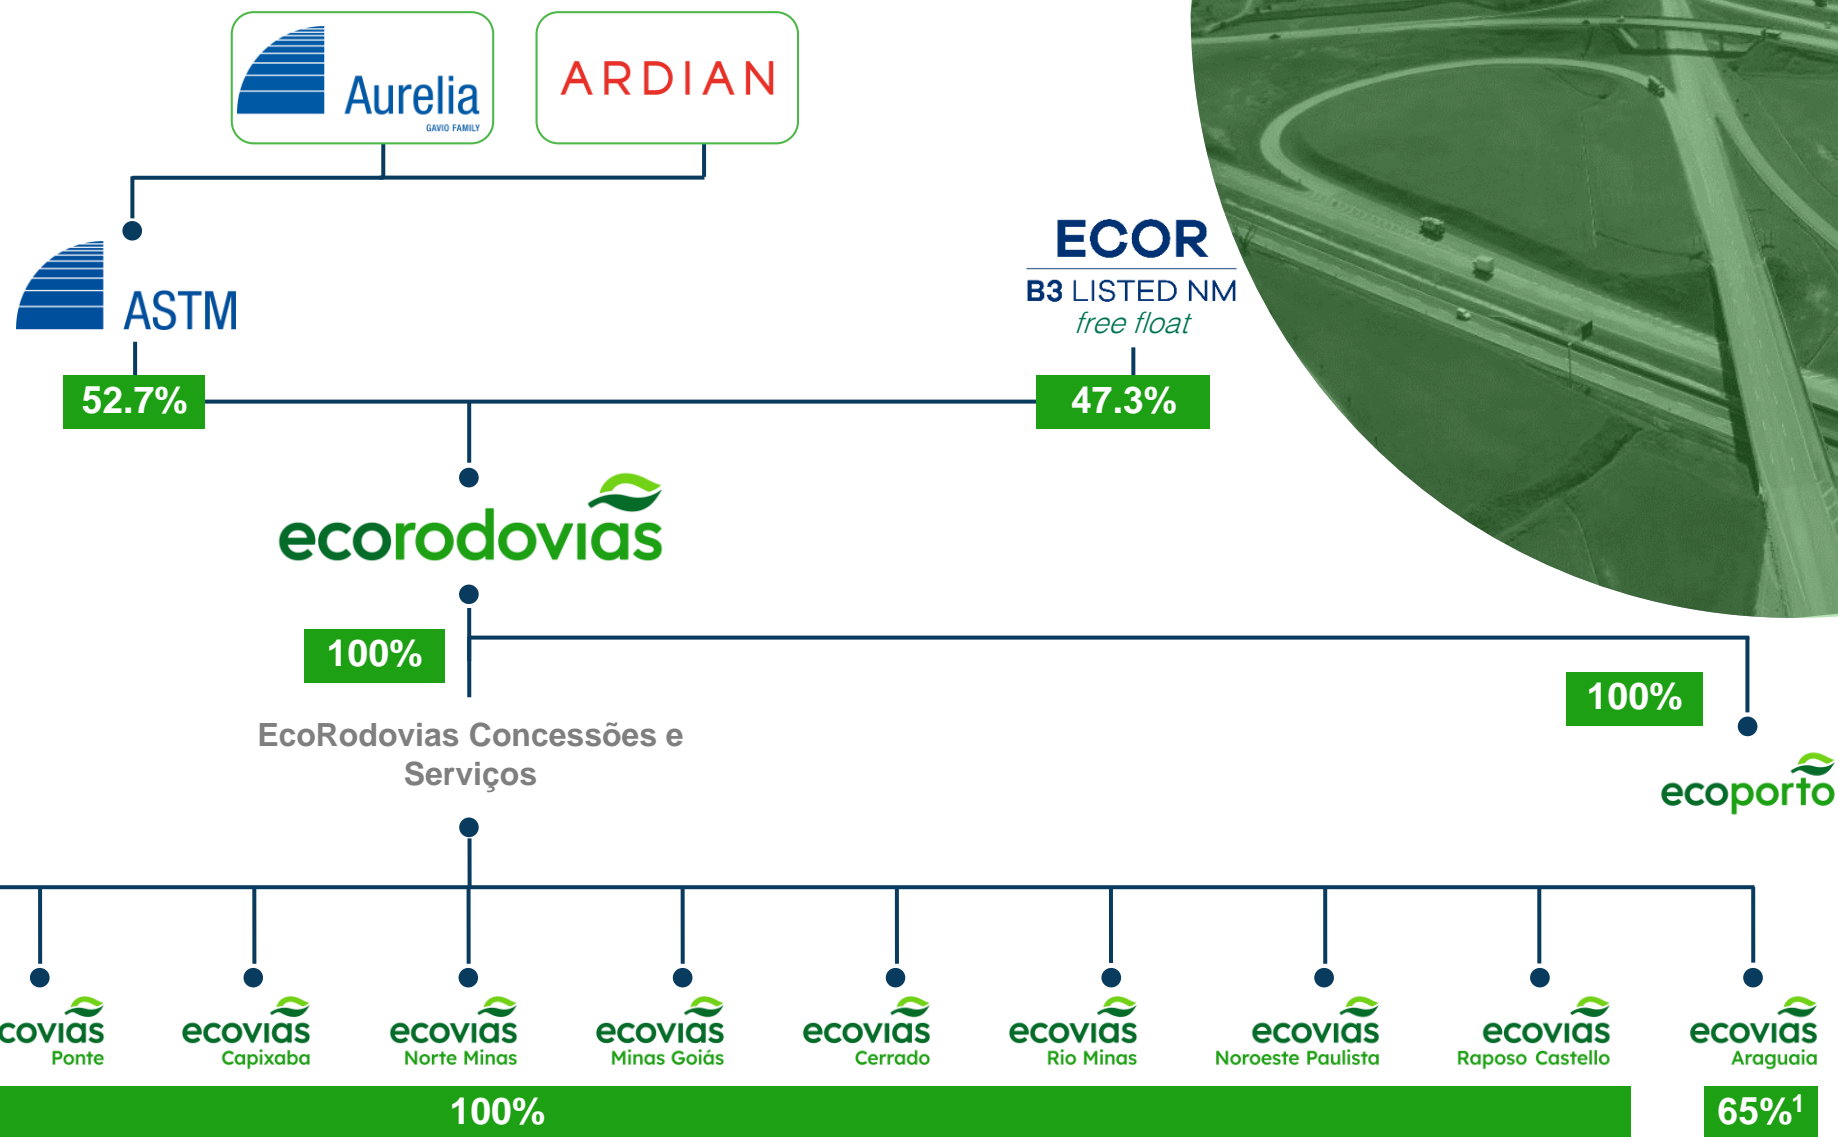 Aurelia
GAVIO FAMILY
ARDIAN
ASTM
ECOR
B3 LISTED NM
free float
52.7%
47.3%
ecorodovias
100%
100%
EcoRodovias Concessões e
Serviços
ecoporto
covias
Ponte
ecovias
Capixaba
ecovias
Norte Minas
ecovias
Minas Goiás
ecovias
Cerrado
ecovias
Rio Minas
ecovias
Noroeste Paulista
ecovias
Raposo Castello
ecovias
Araguaia
100%
65%¹